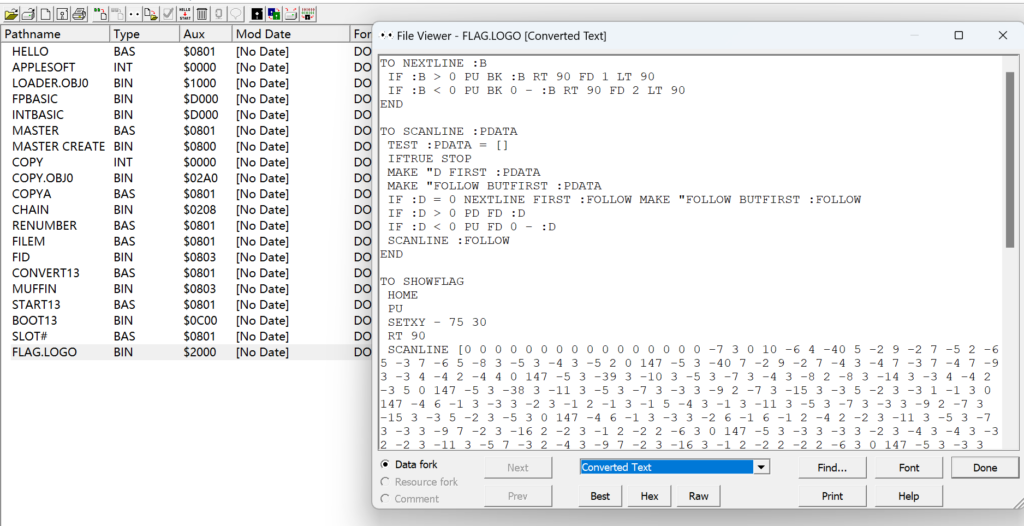 Pathname Type Aux Mod Date For
HELLO BAS $0801 [No Date] DO
APPLESOFT INT $0000 [No Date] DO
LOADER.OBJ0 BIN $1000 [No Date] DO
FPBASIC BIN $D000 [No Date] DO
INTBASIC BIN $D000 [No Date] DO
MASTER BAS $0801 [No Date] DO
MASTER CREATE BIN $0800 [No Date] DO
COPY INT $0000 [No Date] DO
COPY.OBJ0 BIN $02A0 [No Date] DO
COPYA BAS $0801 [No Date] DO
CHAIN BIN $0208 [No Date] DO
RENUMBER BAS $0801 [No Date] DO
FILEM BAS $0801 [No Date] DO
FID BIN $0803 [No Date] DO
CONVERT13 BAS $0801 [No Date] DO
MUFFIN BIN $0803 [No Date] DO
START13 BAS $0801 [No Date] DO
BOOT13 BIN $0C00 [No Date] DO
SLOT# BAS $0801 [No Date] DO
FLAG.LOGO BIN $2000 [No Date] DO
File Viewer - FLAG.LOGO [Converted Text]
TO NEXTLINE :B
IF :B > 0 PU BK :B RT 90 FD 1 LT 90
IF :B < 0 PU BK 0 - :B RT 90 FD 2 LT 90
END
TO SCANLINE :PDATA
TEST :PDATA = []
IFTRUE STOP
MAKE "D FIRST :PDATA
MAKE "FOLLOW BUTFIRST :PDATA
IF :D = 0 NEXTLINE FIRST :FOLLOW MAKE "FOLLOW BUTFIRST :FOLLOW
IF :D > 0 PD FD :D
IF :D < 0 PU FD 0 - :D
SCANLINE :FOLLOW
END
TO SHOWFLAG
HOME
PU
SETXY - 75 30
RT 90
SCANLINE [0 0 0 0 0 0 0 0 0 0 0 0 0 0 0 0 -7 3 0 10 -6 4 -40 5 -2 9 -2 7 -5 2 -6
5 -3 7 -6 5 -8 3 -5 3 -4 3 -5 2 0 147 -5 3 -40 7 -2 9 -2 7 -4 3 -4 7 -3 7 -4 7 -9
3 -3 4 -4 2 -4 4 0 147 -5 3 -39 3 -10 3 -5 3 -7 3 -4 3 -8 2 -8 3 -14 3 -3 4 -4 2
-3 5 0 147 -5 3 -38 3 -11 3 -5 3 -7 3 -3 3 -9 2 -7 3 -15 3 -3 5 -2 3 -3 1 -1 3 0
147 -4 6 -1 3 -3 3 -2 3 -1 2 -1 3 -1 5 -4 3 -1 3 -11 3 -5 3 -7 3 -3 3 -9 2 -7 3
-15 3 -3 5 -2 3 -5 3 0 147 -4 6 -1 3 -3 3 -2 6 -1 6 -1 2 -4 2 -2 3 -11 3 -5 3 -7
3 -3 3 -9 7 -2 3 -16 2 -2 3 -1 2 -2 2 -6 3 0 147 -5 3 -3 3 -3 3 -2 3 -4 3 -4 3 -3
2 -2 3 -11 3 -5 7 -3 2 -4 3 -9 7 -2 3 -16 3 -1 2 -2 2 -2 2 -6 3 0 147 -5 3 -3 3
Data fork
Resource fork
Comment
Next
Prev
Converted Text
Best
Hex
Raw
Find...
Font
Done
Print
Help